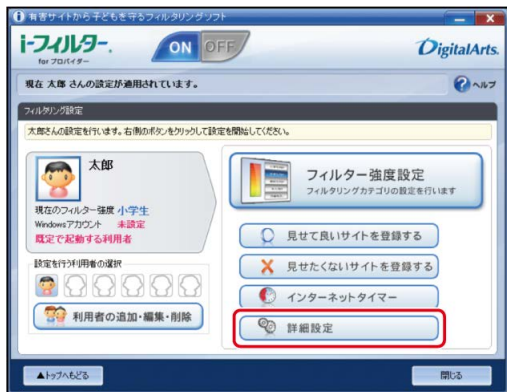 有害サイトから子どもを守るフィルタリングソフト
i-フィルター®
for プロバイダー
ON OFF
DigitalArts.
現在 太郎 さんの設定が適用されています。
ヘルプ
フィルタリング設定
太郎さんの設定を行います。右側のボタンをクリックして設定を開始してください。
太郎
現在のフィルター強度 小学生
Windowsアカウント 未設定
既定で起動する利用者
設定を行う利用者の選択
利用者の追加・編集・削除
フィルター強度設定
フィルタリングカテゴリの設定を行います
見せて良いサイトを登録する
見せたくないサイトを登録する
インターネットタイマー
詳細設定
▲トップへもどる
閉じる